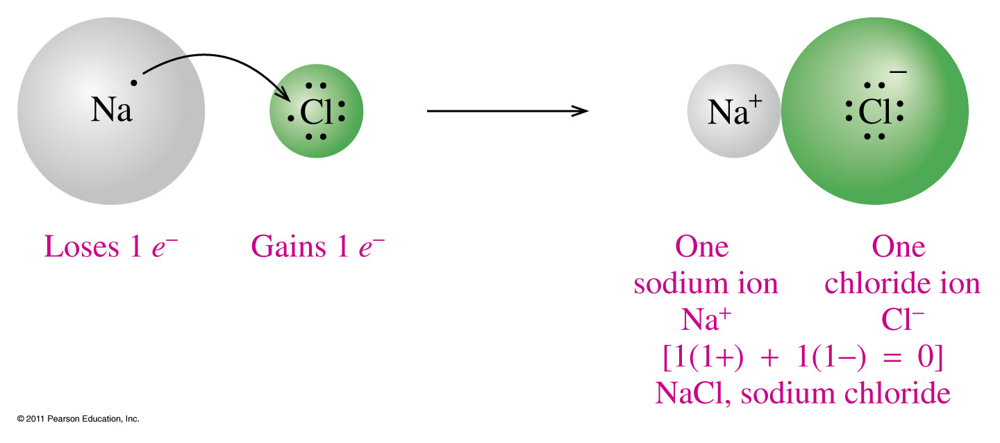 Na
Cl
Na⁺
Cl⁻
Loses 1 e⁻
Gains 1 e⁻
One
sodium ion
Na⁺
One
chloride ion
Cl⁻
[1(1+) + 1(1−) = 0]
NaCl, sodium chloride
© 2011 Pearson Education, Inc.